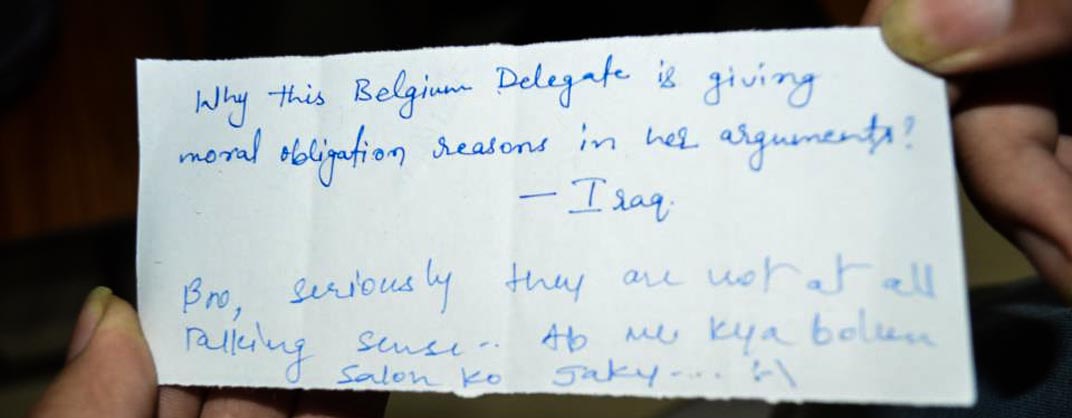 Why this Belgium Delegate is giving
moral obligation reasons in her arguments?
— Iraq.
Bro, seriously they are not at all
talking sense.. Ab me kya bolun
salon ko jaky.... :-\